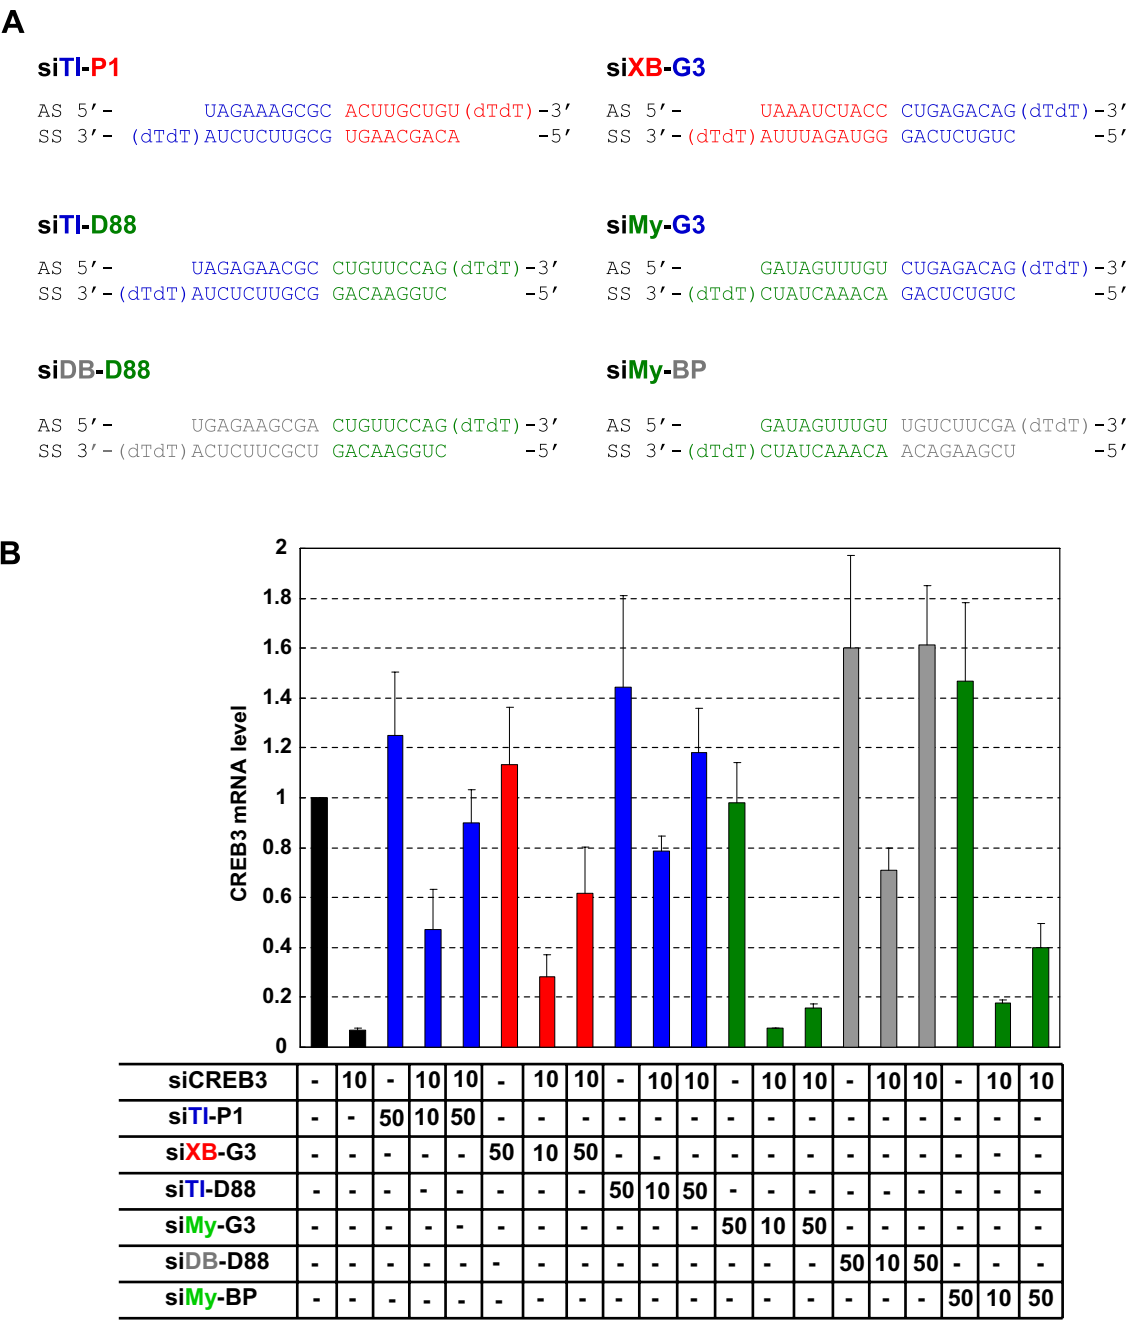 A
siTI-P1
AS 5'- UAGAAAGCGC ACUUGCUGU(dTdT)-3'
SS 3'- (dTdT)AUCUCUUGCG UGAACGACA -5'
siXB-G3
AS 5'- UAAAUCUACC CUGAGACAG(dTdT)-3'
SS 3'-(dTdT)AUUUAGAUGG GACUCUGUC -5'
siTI-D88
AS 5'- UAGAGAACGC CUGUUCCAG(dTdT)-3'
SS 3'-(dTdT)AUCUCUUGCG GACAAGGUC -5'
siMy-G3
AS 5'- GAUAGUUUGU CUGAGACAG(dTdT)-3'
SS 3'-(dTdT)CUAUCAAACA GACUCUGUC -5'
siDB-D88
AS 5'- UGAGAAGCGA CUGUUCCAG(dTdT)-3'
SS 3'-(dTdT)ACUCUUCGCU GACAAGGUC -5'
siMy-BP
AS 5'- GAUAGUUUGU UGUCUUCGA(dTdT)-3'
SS 3'-(dTdT)CUAUCAAACA ACAGAAGCU -5'
B
CREB3 mRNA level
2
1.8
1.6
1.4
1.2
1
0.8
0.6
0.4
0.2
0
siCREB3 - 10 - 10 10 - 10 10 - 10 10 - 10 10 - 10 10 - 10 10
siTI-P1 - - 50 10 50 - - - - - - - - - - - - - - -
siXB-G3 - - - - - 50 10 50 - - - - - - - - - - - -
siTI-D88 - - - - - - - - 50 10 50 - - - - - - - - -
siMy-G3 - - - - - - - - - - - 50 10 50 - - - - - -
siDB-D88 - - - - - - - - - - - - - - 50 10 50 - - -
siMy-BP - - - - - - - - - - - - - - - - - 50 10 50